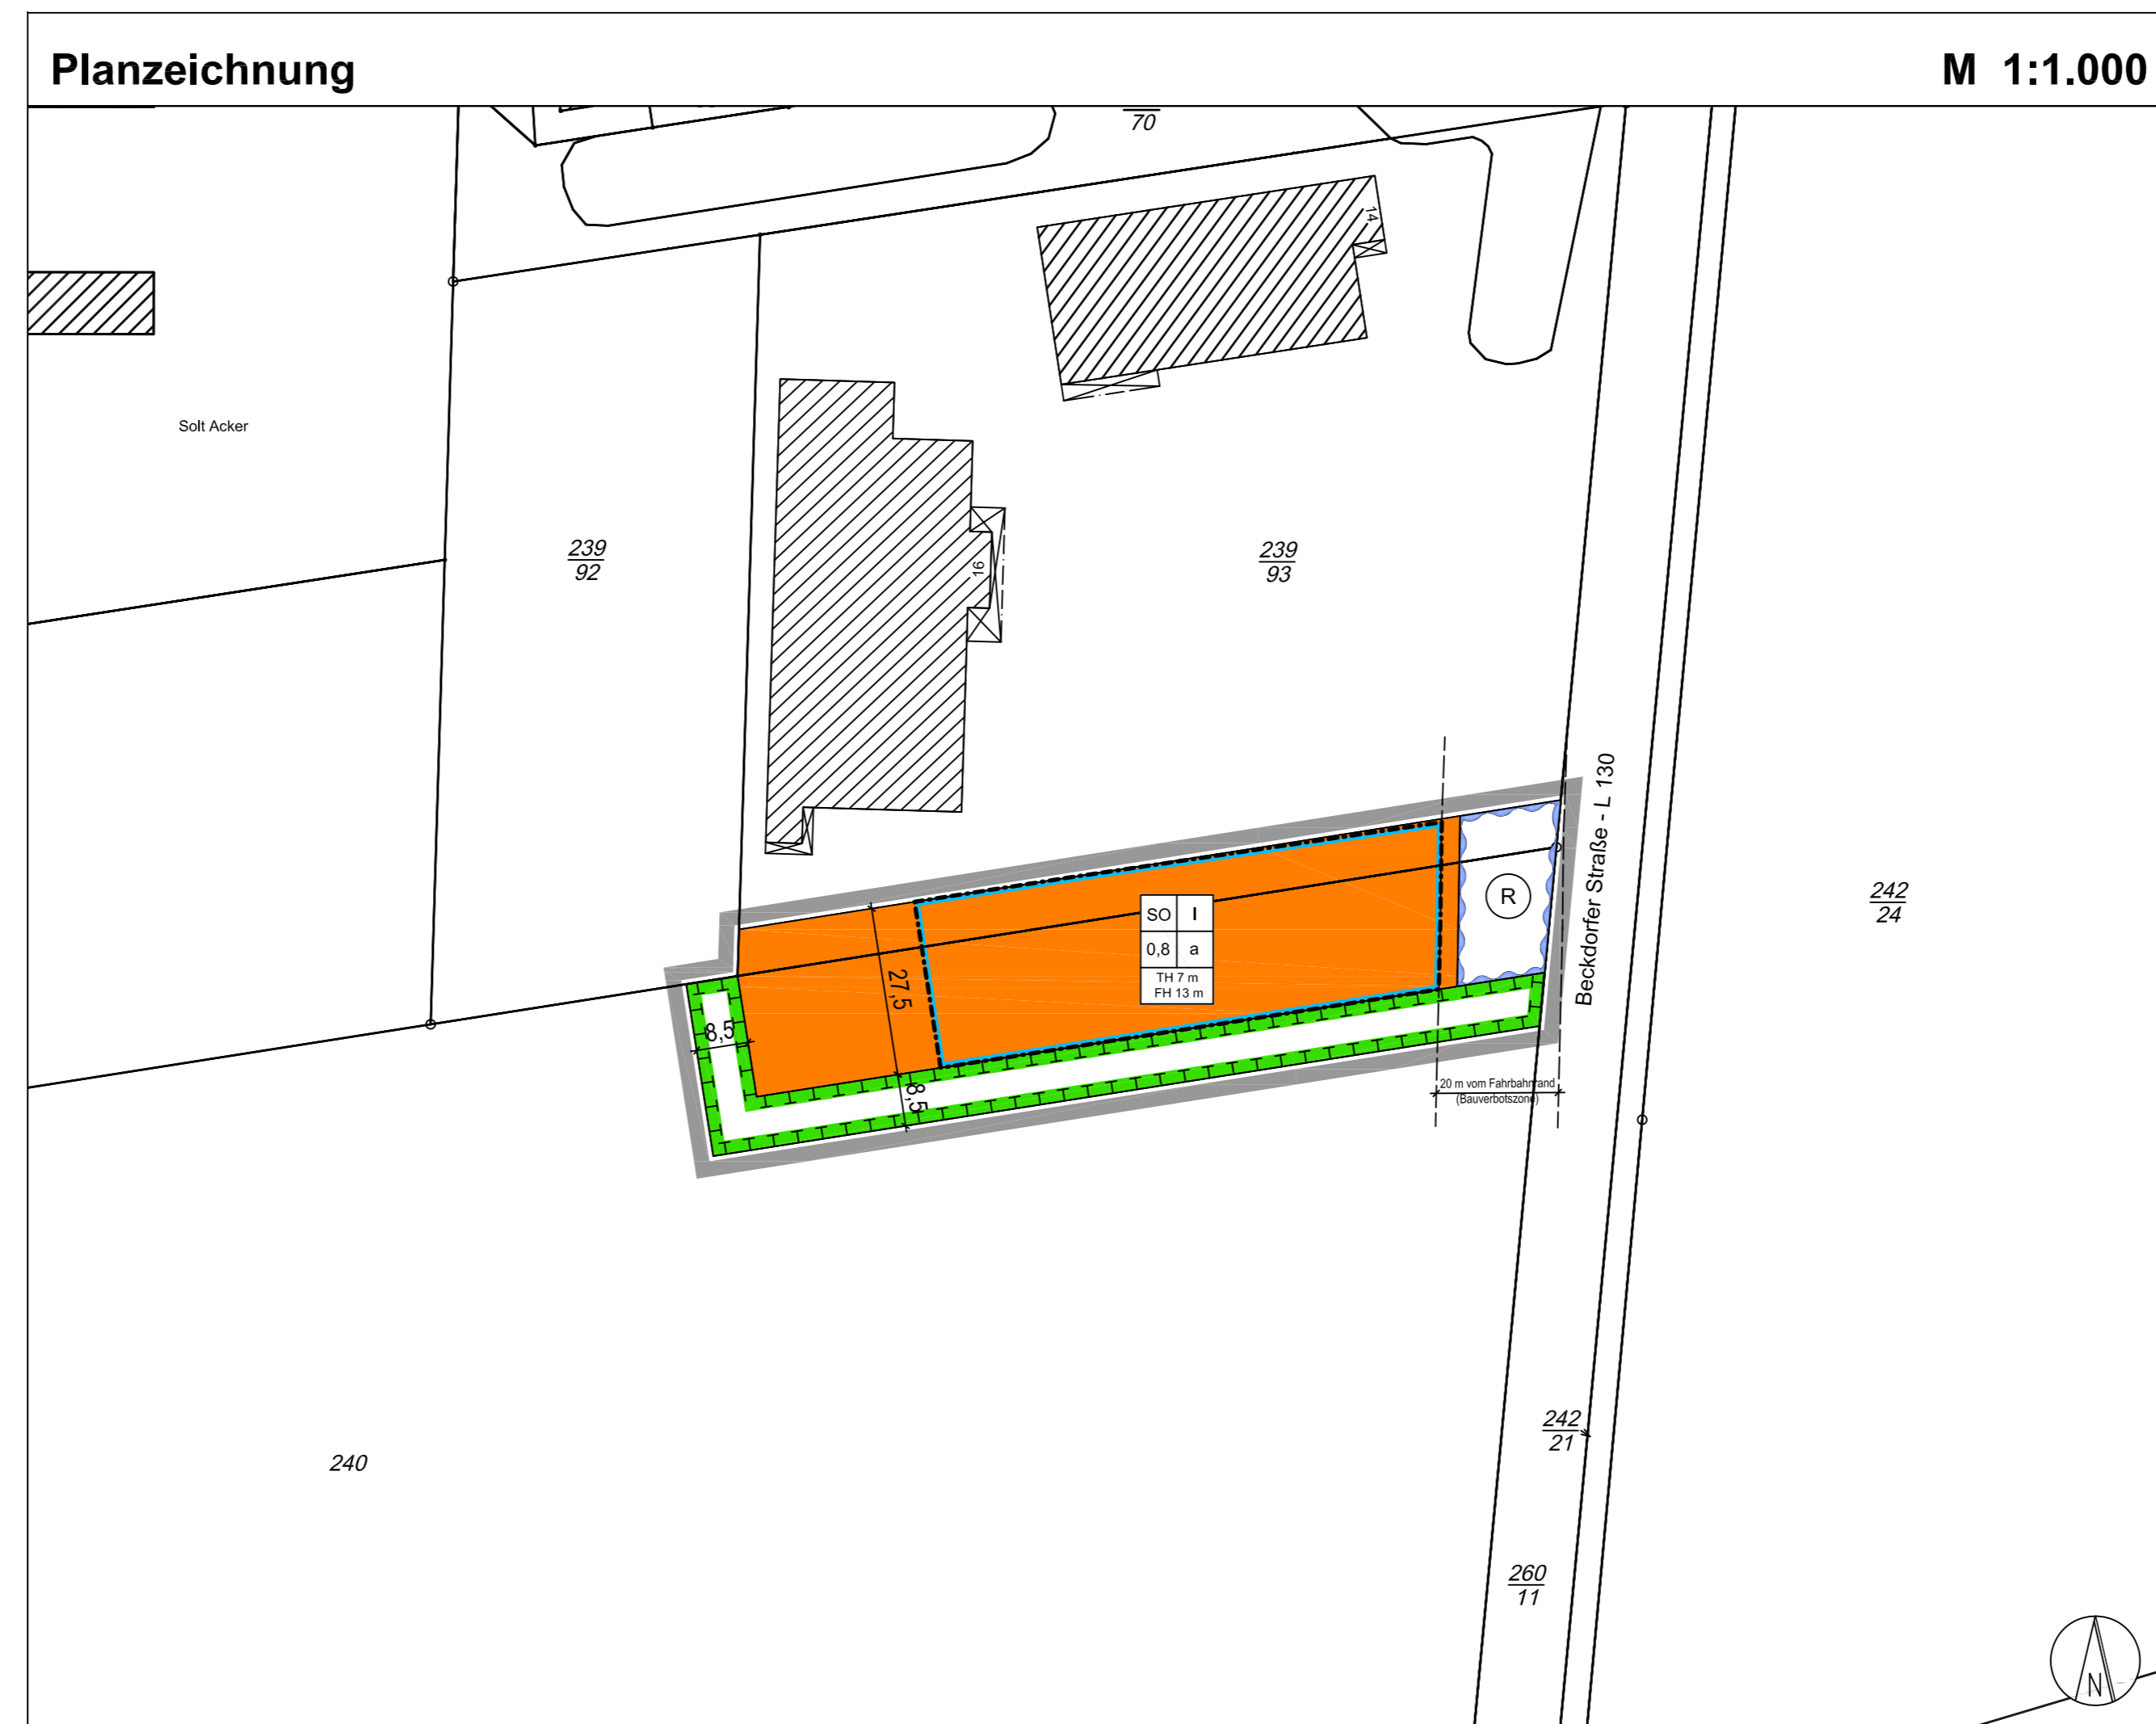 Planzeichnung
M 1:1.000
70
14
Solt Acker
239
92
16
239
93
Beckdorfer Straße - L 130
R
242
24
SO I
0,8 a
TH 7 m
FH 13 m
27,5
8,5
8,5
20 m vom Fahrbahnrand
(Bauverbotszone)
242
21
240
260
11
N